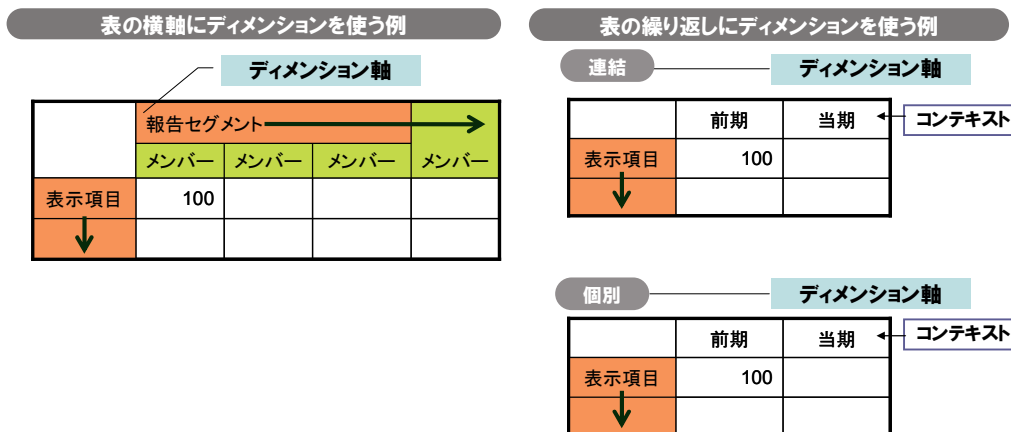 表の横軸にディメンションを使う例
ディメンション軸
報告セグメント
メンバー メンバー メンバー メンバー
表示項目 100
表の繰り返しにディメンションを使う例
連結 ディメンション軸
前期 当期 コンテキスト
表示項目 100
個別 ディメンション軸
前期 当期 コンテキスト
表示項目 100